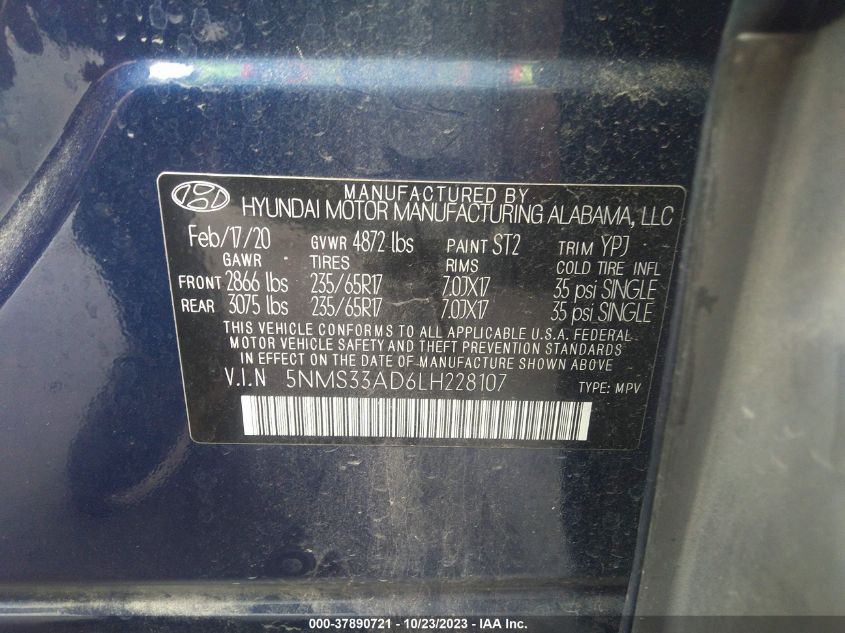 MANUFACTURED BY
HYUNDAI MOTOR MANUFACTURING ALABAMA, LLC
Feb/17/20 GVWR 4872 lbs PAINT ST2 TRIM YPJ
GAWR TIRES RIMS COLD TIRE INFL
FRONT 2866 lbs 235/65R17 7.0JX17 35 psi SINGLE
REAR 3075 lbs 235/65R17 7.0JX17 35 psi SINGLE
THIS VEHICLE CONFORMS TO ALL APPLICABLE U.S.A. FEDERAL
MOTOR VEHICLE SAFETY AND THEFT PREVENTION STANDARDS
IN EFFECT ON THE DATE OF MANUFACTURE SHOWN ABOVE
V.I.N 5NMS33AD6LH228107 TYPE: MPV
000-37890721 - 10/23/2023 - IAA Inc.